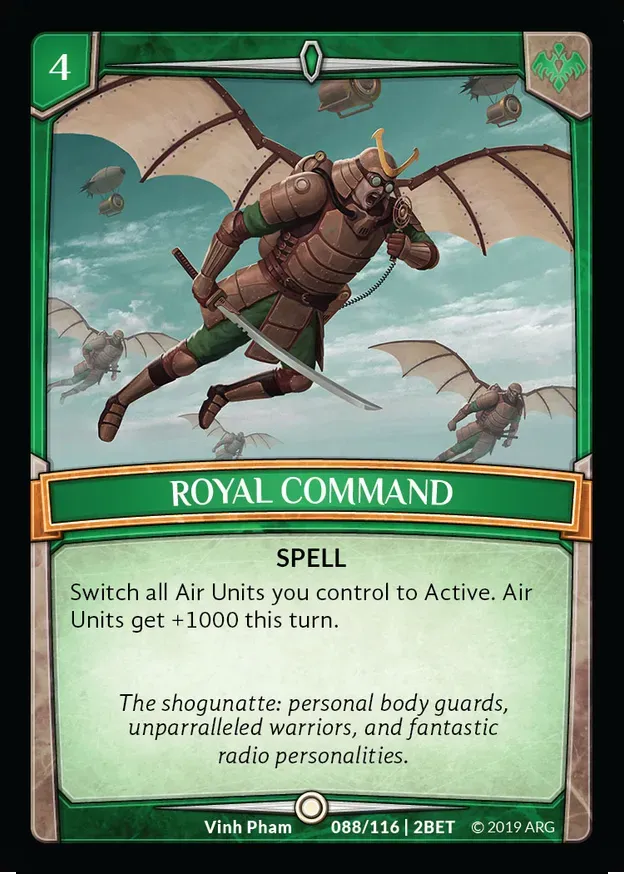 4
ROYAL COMMAND
SPELL
Switch all Air Units you control to Active. Air
Units get +1000 this turn.
The shogunatte: personal body guards,
unparralleled warriors, and fantastic
radio personalities.
Vinh Pham 088/116 | 2BET © 2019 ARG